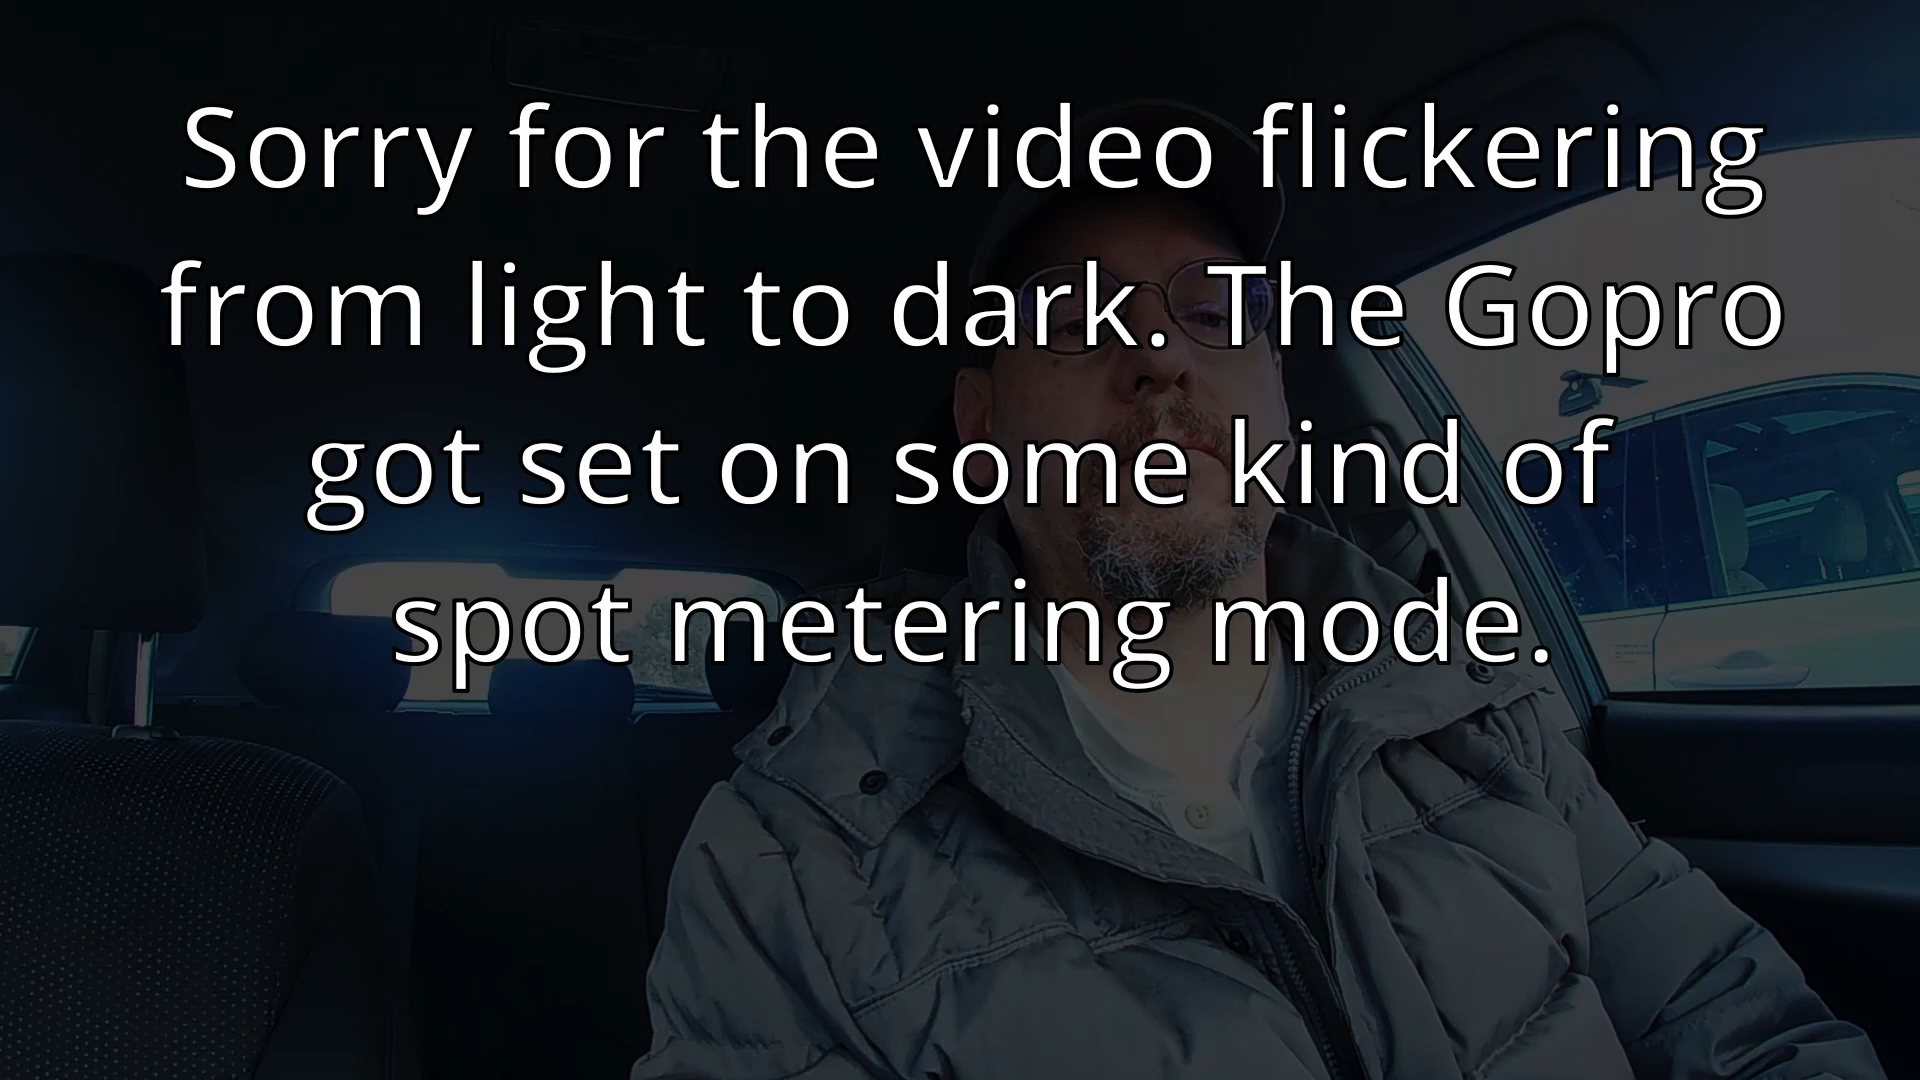 Sorry for the video flickering
from light to dark. The Gopro
got set on some kind of
spot metering mode.